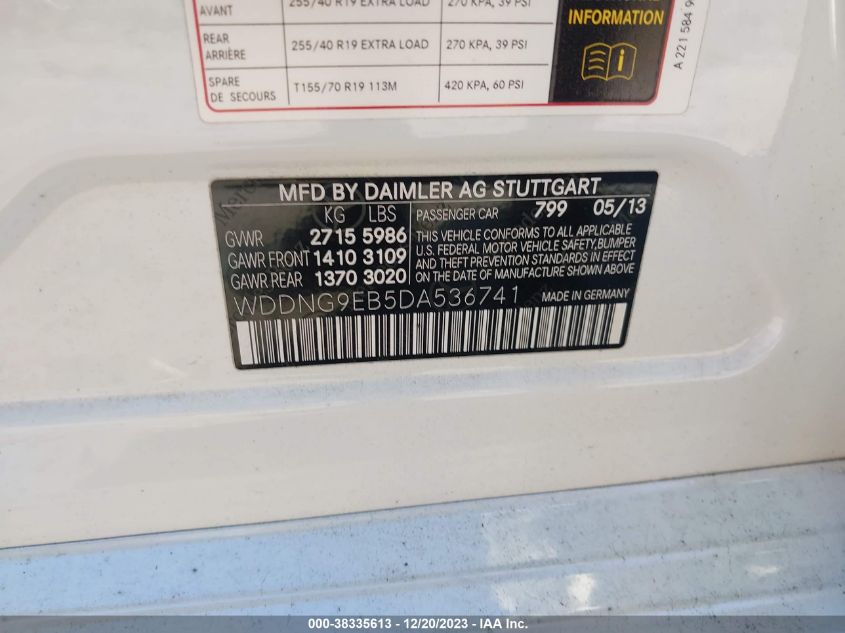 AVANT 255/40 R19 EXTRA LOAD 270 KPA, 39 PSI
INFORMATION
REAR
ARRIÈRE 255/40 R19 EXTRA LOAD 270 KPA, 39 PSI
SPARE
DE SECOURS T155/70 R19 113M 420 KPA, 60 PSI
A 221 584 9
MFD BY DAIMLER AG STUTTGART
KG LBS PASSENGER CAR 799 05/13
GVWR 2715 5986
GAWR FRONT 1410 3109
GAWR REAR 1370 3020
THIS VEHICLE CONFORMS TO ALL APPLICABLE
U.S. FEDERAL MOTOR VEHICLE SAFETY, BUMPER
AND THEFT PREVENTION STANDARDS IN EFFECT
ON THE DATE OF MANUFACTURE SHOWN ABOVE
WDDNG9EB5DA536741 MADE IN GERMANY
000-38335613 - 12/20/2023 - IAA Inc.